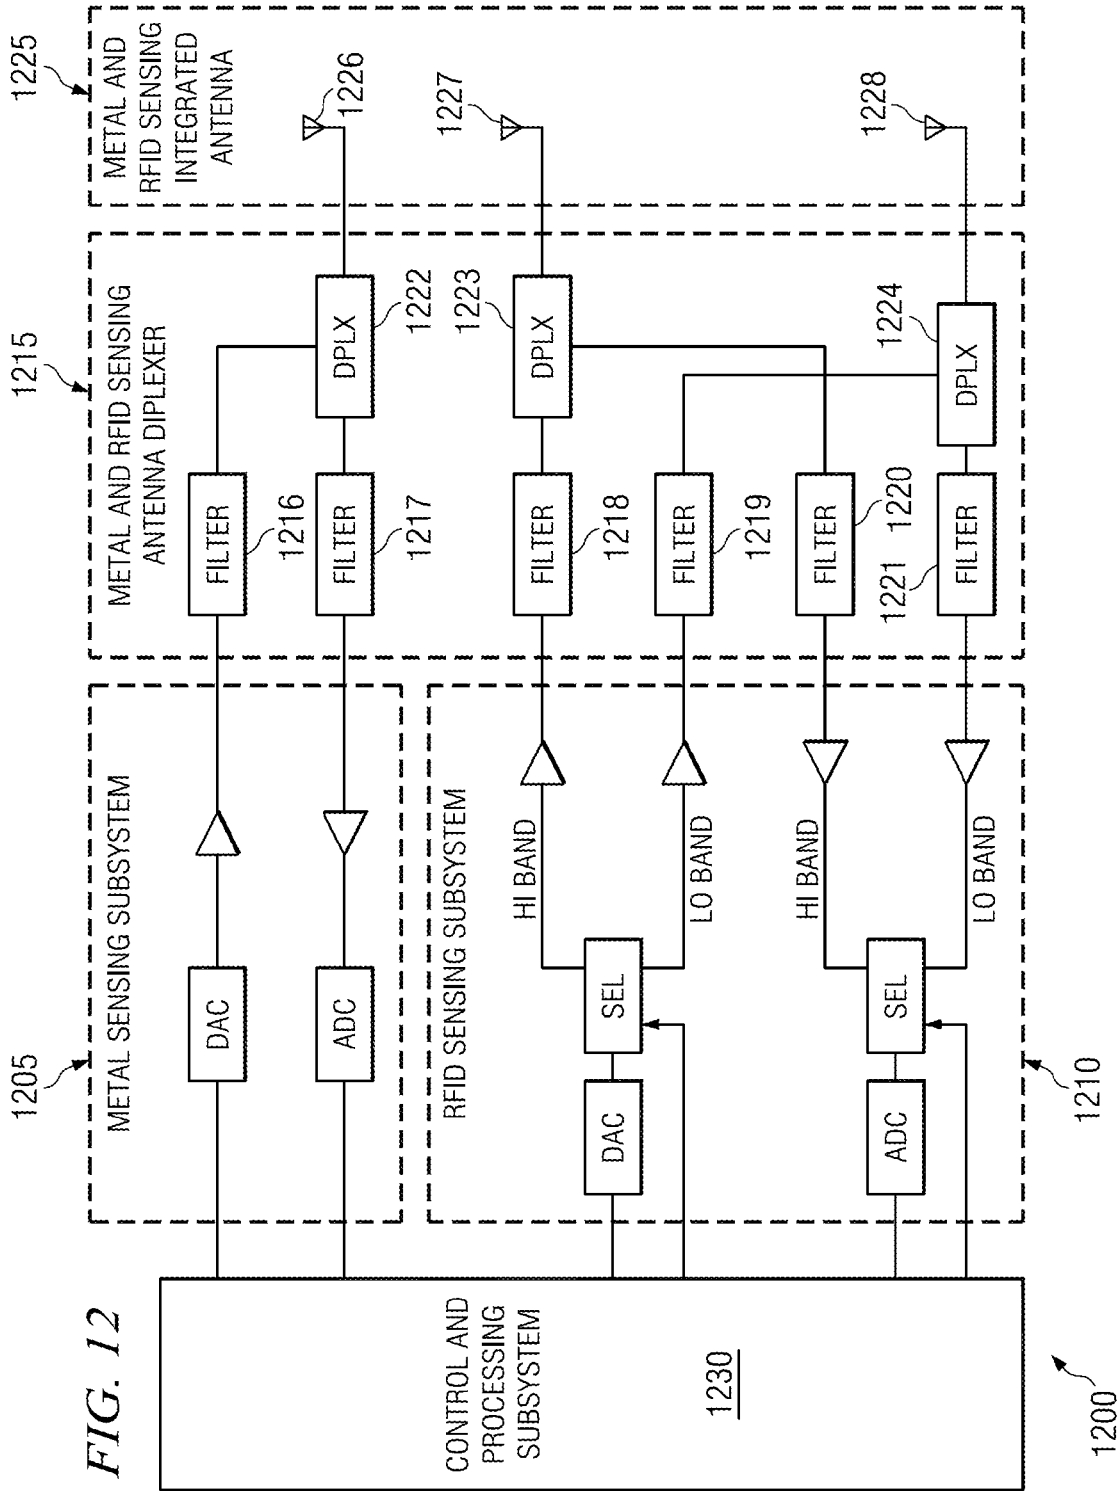 FIG. 12
CONTROL AND
PROCESSING
SUBSYSTEM
1230
1200
1205
METAL SENSING SUBSYSTEM
DAC
ADC
RFID SENSING SUBSYSTEM
DAC
SEL
HI BAND
LO BAND
ADC
SEL
HI BAND
LO BAND
1210
1215
METAL AND RFID SENSING
ANTENNA DIPLEXER
FILTER
1216
FILTER
1217
DPLX
1222
FILTER
1218
DPLX
1223
FILTER
1219
FILTER
1220
FILTER
1221
DPLX
1224
1225
METAL AND
RFID SENSING
INTEGRATED
ANTENNA
1226
1227
1228